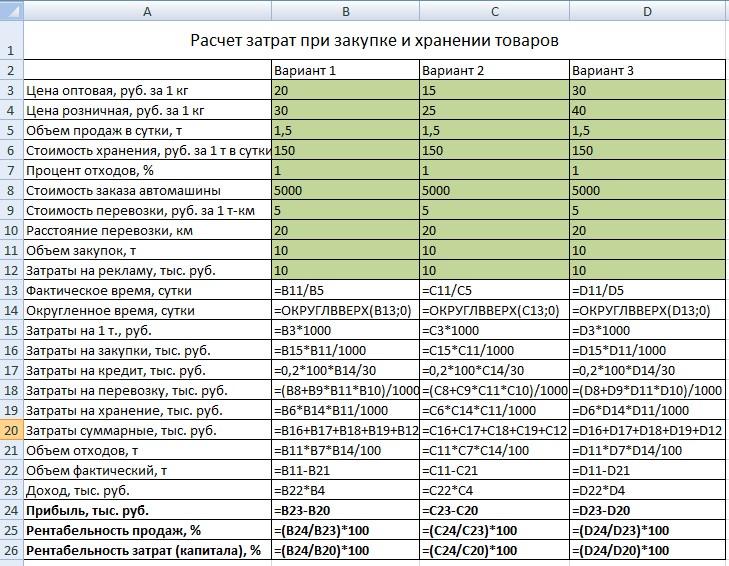 A B C D
1 Расчет затрат при закупке и хранении товаров
2 Вариант 1 Вариант 2 Вариант 3
3 Цена оптовая, руб. за 1 кг 20 15 30
4 Цена розничная, руб. за 1 кг 30 25 40
5 Объем продаж в сутки, т 1,5 1,5 1,5
6 Стоимость хранения, руб. за 1 т в сутки 150 150 150
7 Процент отходов, % 1 1 1
8 Стоимость заказа автомашины 5000 5000 5000
9 Стоимость перевозки, руб. за 1 т-км 5 5 5
10 Расстояние перевозки, км 20 20 20
11 Объем закупок, т 10 10 10
12 Затраты на рекламу, тыс. руб. 10 10 10
13 Фактическое время, сутки =B11/B5 =C11/C5 =D11/D5
14 Округленное время, сутки =ОКРУГЛВВЕРХ(B13;0) =ОКРУГЛВВЕРХ(C13;0) =ОКРУГЛВВЕРХ(D13;0)
15 Затраты на 1 т., руб. =B3*1000 =C3*1000 =D3*1000
16 Затраты на закупки, тыс. руб. =B15*B11/1000 =C15*C11/1000 =D15*D11/1000
17 Затраты на кредит, тыс. руб. =0,2*100*B14/30 =0,2*100*C14/30 =0,2*100*D14/30
18 Затраты на перевозку, тыс. руб. =(B8+B9*B11*B10)/1000 =(C8+C9*C11*C10)/1000 =(D8+D9*D11*D10)/1000
19 Затраты на хранение, тыс. руб. =B6*B14*B11/1000 =C6*C14*C11/1000 =D6*D14*D11/1000
20 Затраты суммарные, тыс. руб. =B16+B17+B18+B19+B12 =C16+C17+C18+C19+C12 =D16+D17+D18+D19+D12
21 Объем отходов, т =B11*B7*B14/100 =C11*C7*C14/100 =D11*D7*D14/100
22 Объем фактический, т =B11-B21 =C11-C21 =D11-D21
23 Доход, тыс. руб. =B22*B4 =C22*C4 =D22*D4
24 Прибыль, тыс. руб. =B23-B20 =C23-C20 =D23-D20
25 Рентабельность продаж, % =(B24/B23)*100 =(C24/C23)*100 =(D24/D23)*100
26 Рентабельность затрат (капитала), % =(B24/B20)*100 =(C24/C20)*100 =(D24/D20)*100